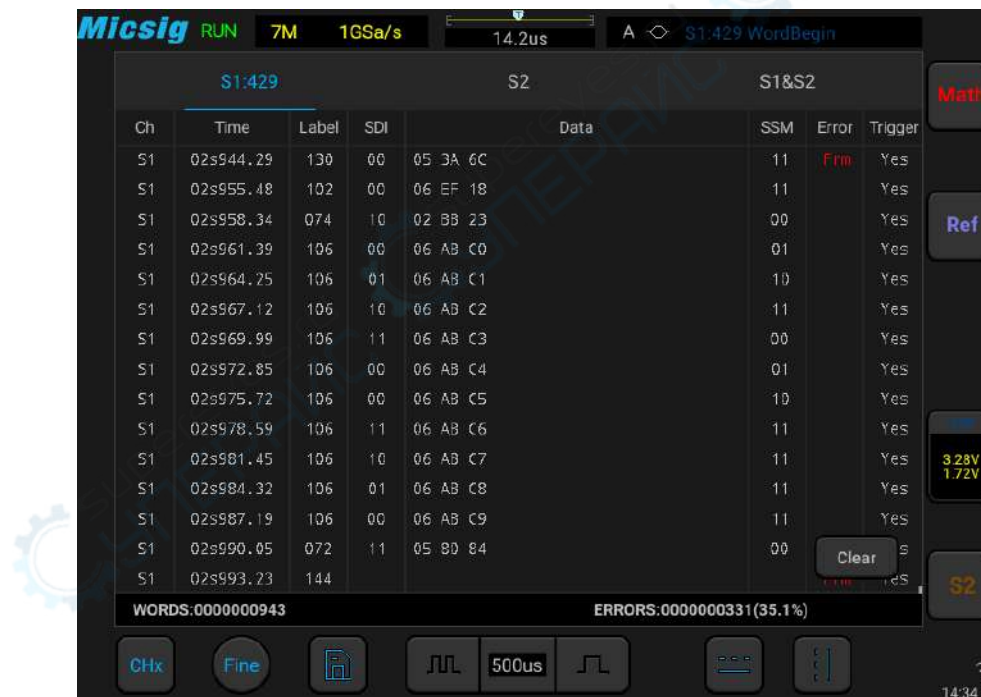 Micsig RUN 7M 1GSa/s 14.2us A S1:429 WordBegin
S1:429 S2 S1&S2
Math
Ch Time Label SDI Data SSM Error Trigger
S1 02s944.29 130 00 05 3A 6C 11 Frm Yes
S1 02s955.48 102 00 06 EF 18 11 Yes
S1 02s958.34 074 10 02 BB 23 00 Yes
Ref
S1 02s961.39 106 00 06 AB C0 01 Yes
S1 02s964.25 106 01 06 AB C1 10 Yes
S1 02s967.12 106 10 06 AB C2 11 Yes
S1 02s969.99 106 11 06 AB C3 00 Yes
S1 02s972.85 106 00 06 AB C4 01 Yes
S1 02s975.72 106 00 06 AB C5 10 Yes
S1 02s978.59 106 11 06 AB C6 11 Yes
S1 02s981.45 106 10 06 AB C7 11 Yes
3.28V
1.72V
S1 02s984.32 106 01 06 AB C8 11 Yes
S1 02s987.19 106 00 06 AB C9 11 Yes
S1 02s990.05 072 11 05 80 84 00
Clear
S1 02s993.23 144
S2
WORDS:0000000943 ERRORS:0000000331(35.1%)
CHx Fine 500us
14:34